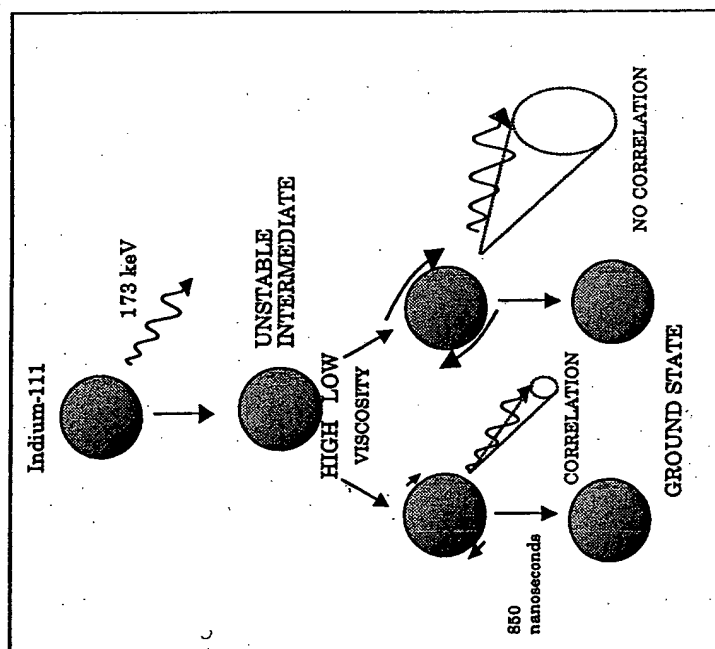 Indium-111
173 keV
UNSTABLE
INTERMEDIATE
HIGH LOW
VISCOSITY
850
nanoseconds
CORRELATION
NO CORRELATION
GROUND STATE